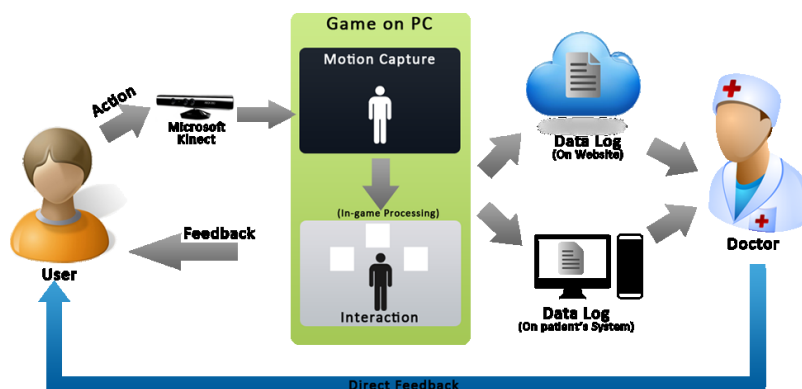 Game on PC
Motion Capture
Action
Microsoft
Kinect
Data Log
(On Website)
(In-game Processing)
Feedback
User
Interaction
Doctor
Data Log
(On patient's System)
Direct Feedback